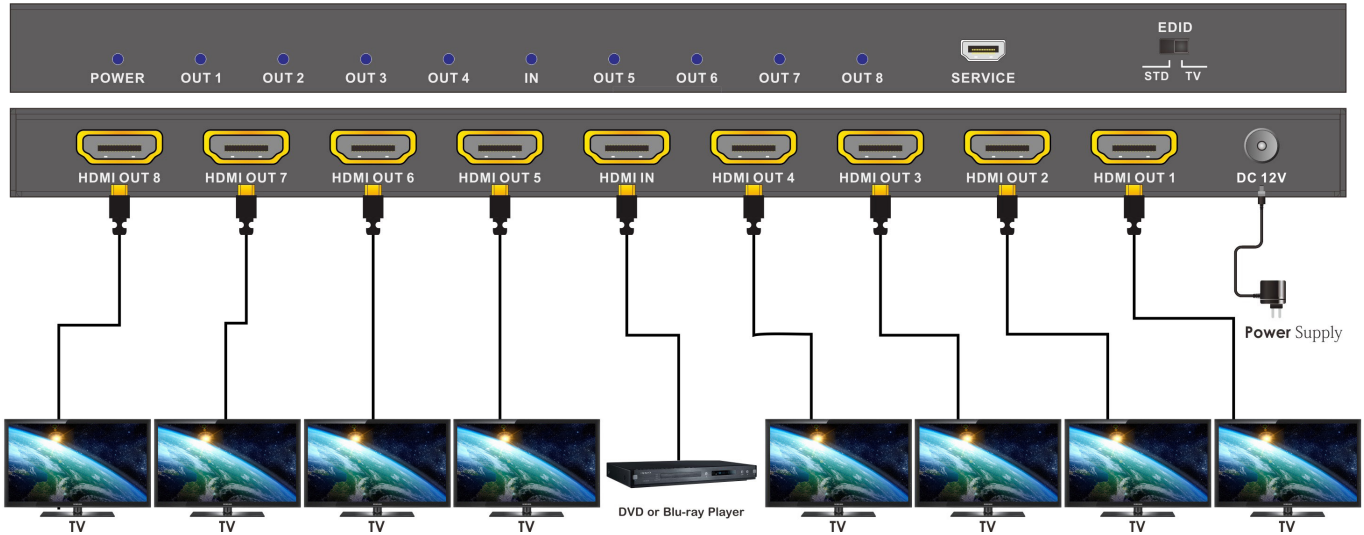 EDID
POWER OUT 1 OUT 2 OUT 3 OUT 4 IN OUT 5 OUT 6 OUT 7 OUT 8 SERVICE STD TV
HDMI OUT 8 HDMI OUT 7 HDMI OUT 6 HDMI OUT 5 HDMI IN HDMI OUT 4 HDMI OUT 3 HDMI OUT 2 HDMI OUT 1 DC 12V
Power Supply
DVD or Blu-ray Player
TV TV TV TV TV TV TV TV